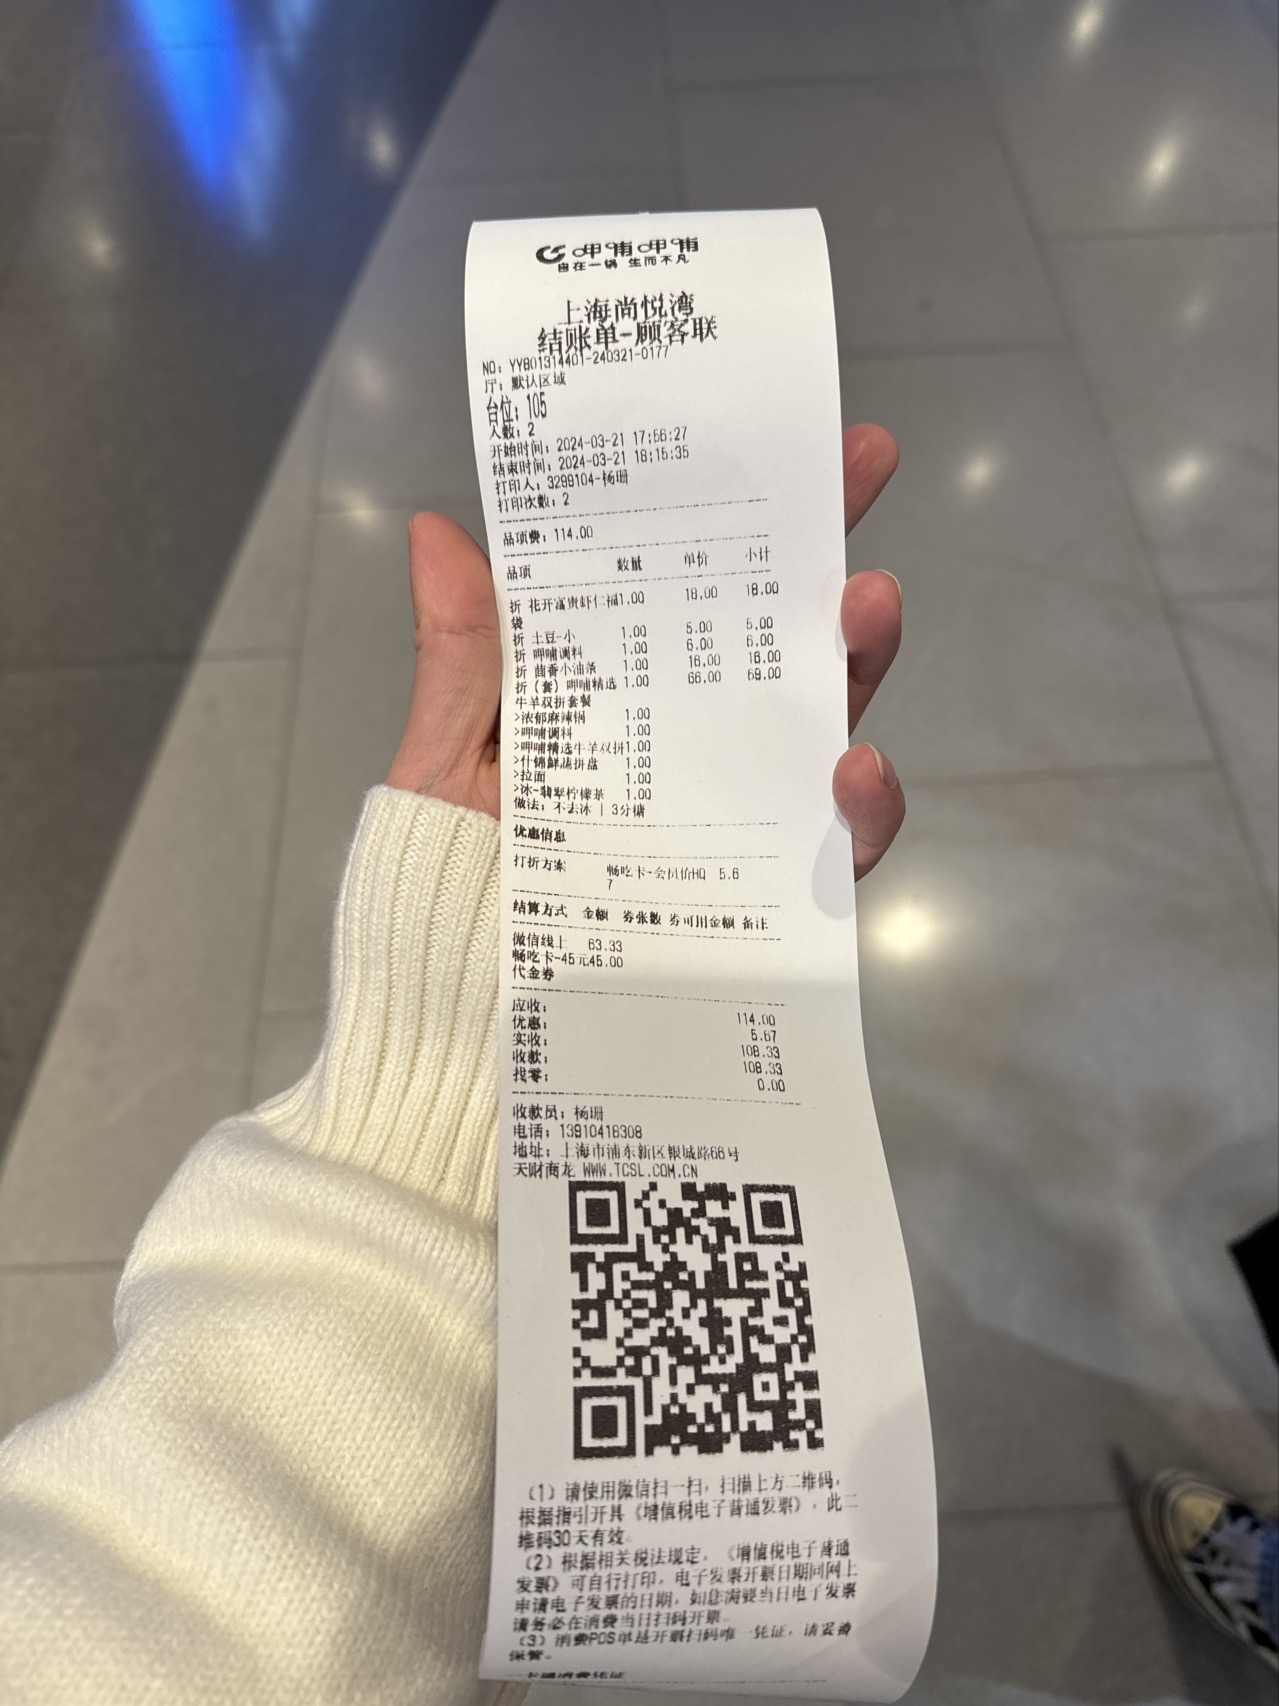 呷哺呷哺
自在一锅 生而不凡
上海尚悦湾
结账单-顾客联
NO: YY801314401-240321-0177
厅: 默认区域
台位: 105
人数: 2
开始时间: 2024-03-21 17:56:27
结束时间: 2024-03-21 18:15:35
打印人: 3299104-杨珊
打印次数: 2
品项费: 114.00
品项 数量 单价 小计
折 花开富贵虾仁福1.00 18.00 18.00
袋
折 土豆-小 1.00 5.00 5.00
折 呷哺调料 1.00 6.00 6.00
折 茴香小油条 1.00 16.00 16.00
折 (套) 呷哺精选 1.00 66.00 69.00
牛羊双拼套餐
>浓郁麻辣锅 1.00
>呷哺调料 1.00
>呷哺精选牛羊双拼1.00
>什锦鲜蔬拼盘 1.00
>拉面 1.00
>冰-翡翠柠檬茶 1.00
做法: 不去冰 | 3分糖
优惠信息
打折方案 畅吃卡-会员价HQ 5.6
7
结算方式 金额 券张数 券可用金额 备注
微信线上 63.33
畅吃卡-45元45.00
代金券
应收: 114.00
优惠: 5.67
实收: 108.33
收款: 108.33
找零: 0.00
收款员: 杨珊
电话: 13910418308
地址: 上海市浦东新区银城路66号
天财商龙 WWW.TCSL.COM.CN
(1) 请使用微信扫一扫, 扫描上方二维码,
根据指引开具《增值税电子普通发票》, 此二
维码30天有效.
(2) 根据相关税法规定, 《增值税电子普通
发票》可自行打印, 电子发票开票日期同网上
申请电子发票的日期, 如您需要当日电子发票
请务必在消费当日扫码开票.
(3) 消费POS单是开票扫码唯一凭证, 请妥善
保管。